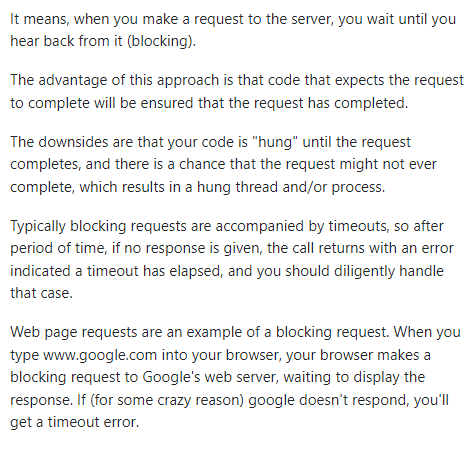 It means, when you make a request to the server, you wait until you
hear back from it (blocking).
The advantage of this approach is that code that expects the request
to complete will be ensured that the request has completed.
The downsides are that your code is "hung" until the request
completes, and there is a chance that the request might not ever
complete, which results in a hung thread and/or process.
Typically blocking requests are accompanied by timeouts, so after
period of time, if no response is given, the call returns with an error
indicated a timeout has elapsed, and you should diligently handle
that case.
Web page requests are an example of a blocking request. When you
type www.google.com into your browser, your browser makes a
blocking request to Google's web server, waiting to display the
response. If (for some crazy reason) google doesn't respond, you'll
get a timeout error.